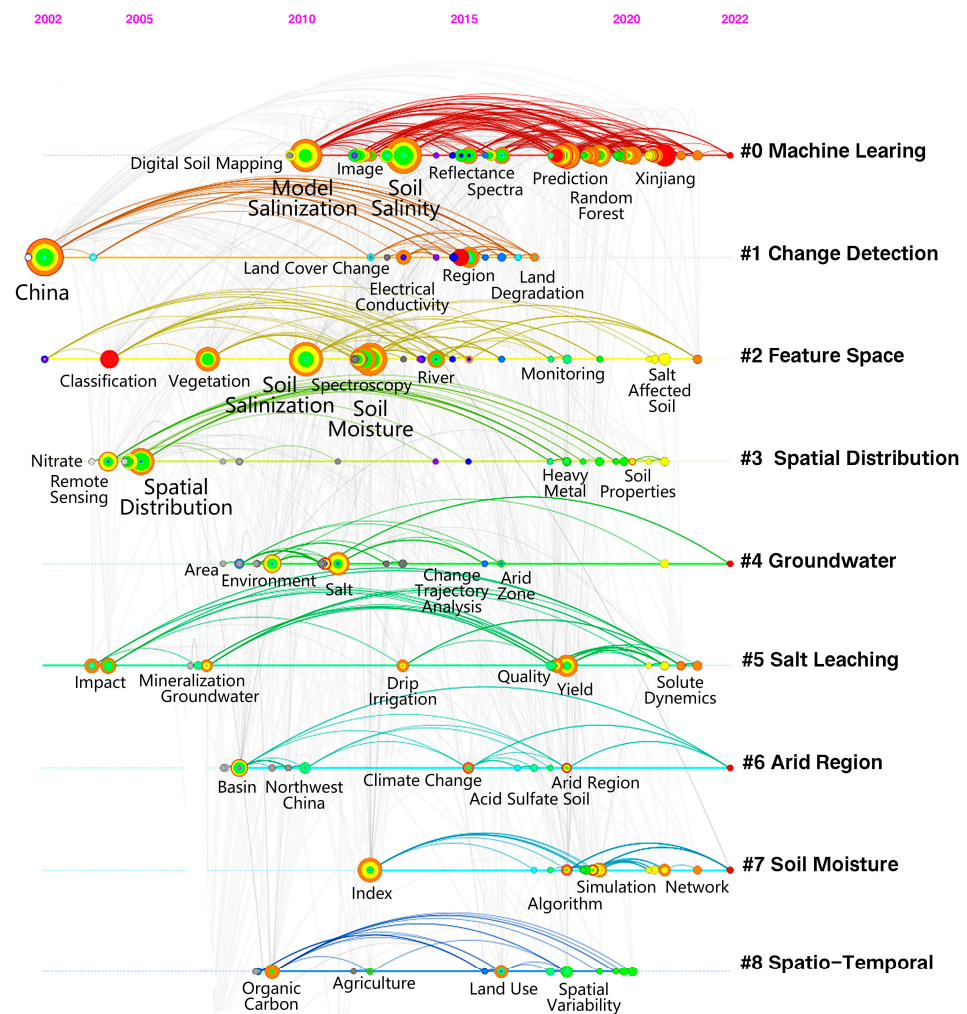 2002 2005 2010 2015 2020 2022
#0 Machine Learing
Digital Soil Mapping
Image
Reflectance
Spectra
Prediction
Xinjiang
Model
Salinization
Soil
Salinity
Random
Forest
#1 Change Detection
China
Land Cover Change
Region
Land
Degradation
Electrical
Conductivity
#2 Feature Space
Classification
Vegetation
Soil
Salinization
Spectroscopy
River
Monitoring
Salt
Affected
Soil
Soil
Moisture
#3 Spatial Distribution
Nitrate
Remote
Sensing
Spatial
Distribution
Heavy
Metal
Soil
Properties
#4 Groundwater
Area
Environment
Salt
Change
Trajectory
Analysis
Arid
Zone
#5 Salt Leaching
Impact
Mineralization
Groundwater
Drip
Irrigation
Quality
Yield
Solute
Dynamics
#6 Arid Region
Basin
Northwest
China
Climate Change
Acid Sulfate Soil
Arid Region
#7 Soil Moisture
Index
Algorithm
Simulation
Network
#8 Spatio-Temporal
Organic
Carbon
Agriculture
Land Use
Spatial
Variability